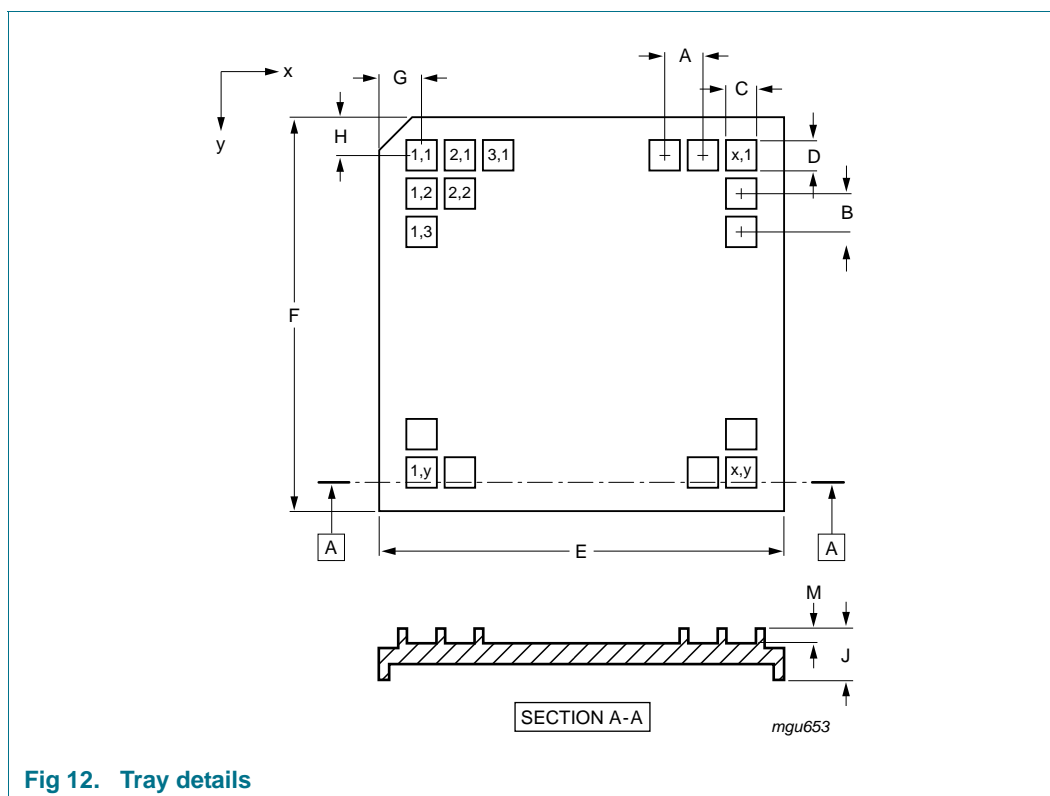 x
y
G
A
C
H
1,1 2,1 3,1 x,1
D
1,2 2,2
B
1,3
F
1,y x,y
A A
E
M
J
SECTION A-A
mgu653
Fig 12. Tray details